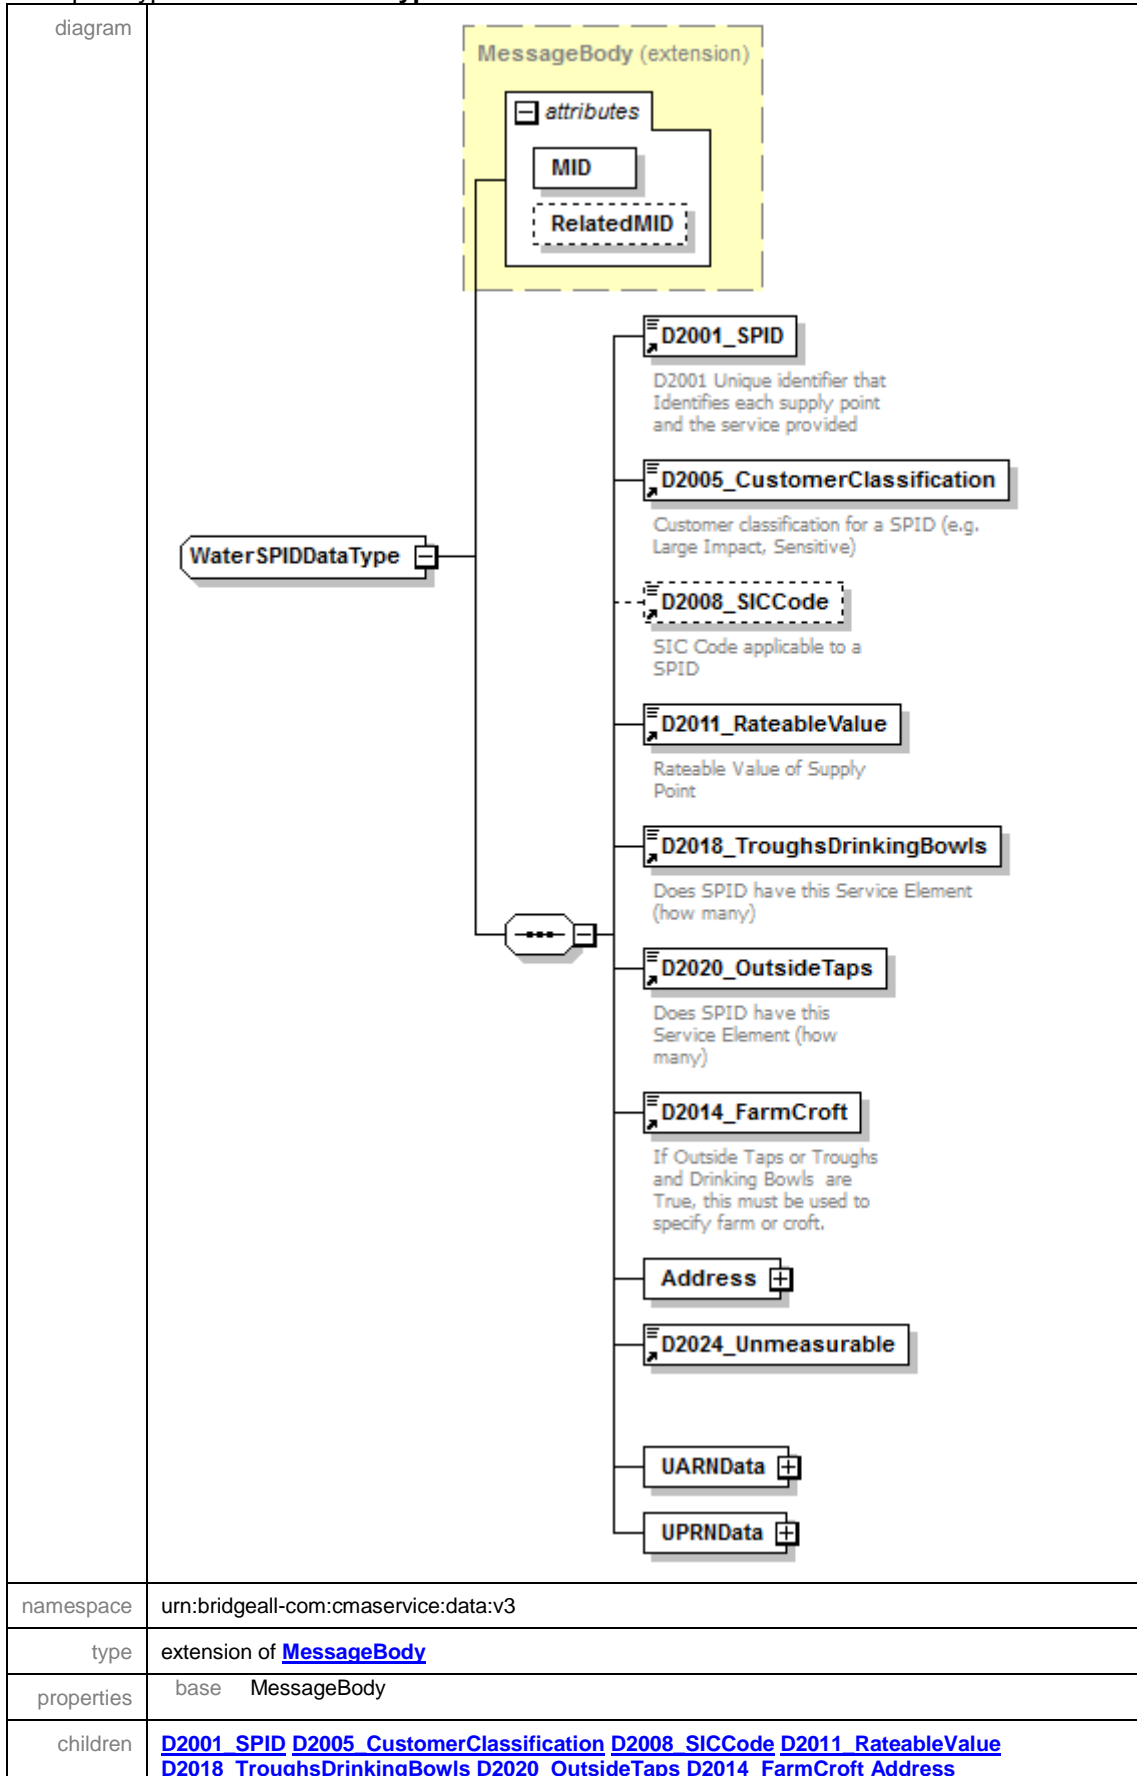 diagram
MessageBody (extension)
attributes
MID
RelatedMID
D2001_SPID
D2001 Unique identifier that
Identifies each supply point
and the service provided
D2005_CustomerClassification
Customer classification for a SPID (e.g.
Large Impact, Sensitive)
WaterSPIDDataType
D2008_SICCode
SIC Code applicable to a
SPID
D2011_RateableValue
Rateable Value of Supply
Point
D2018_TroughsDrinkingBowls
Does SPID have this Service Element
(how many)
D2020_OutsideTaps
Does SPID have this
Service Element (how
many)
D2014_FarmCroft
If Outside Taps or Troughs
and Drinking Bowls are
True, this must be used to
specify farm or croft.
Address
D2024_Unmeasurable
UARNData
UPRNData
namespace urn:bridgeall-com:cmaservice:data:v3
type extension of MessageBody
properties base MessageBody
children D2001_SPID D2005_CustomerClassification D2008_SICCode D2011_RateableValue
D2018_TroughsDrinkingBowls D2020_OutsideTaps D2014_FarmCroft Address